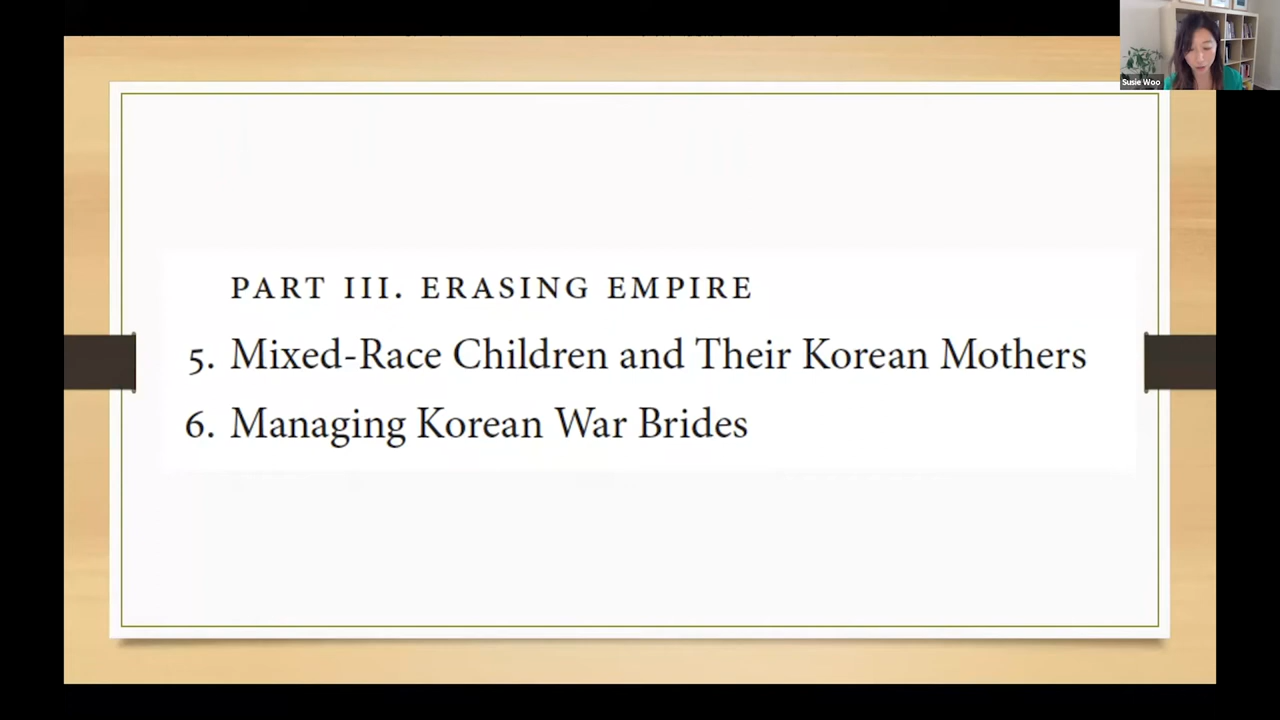 Susie Woo
PART III. ERASING EMPIRE
5. Mixed-Race Children and Their Korean Mothers
6. Managing Korean War Brides